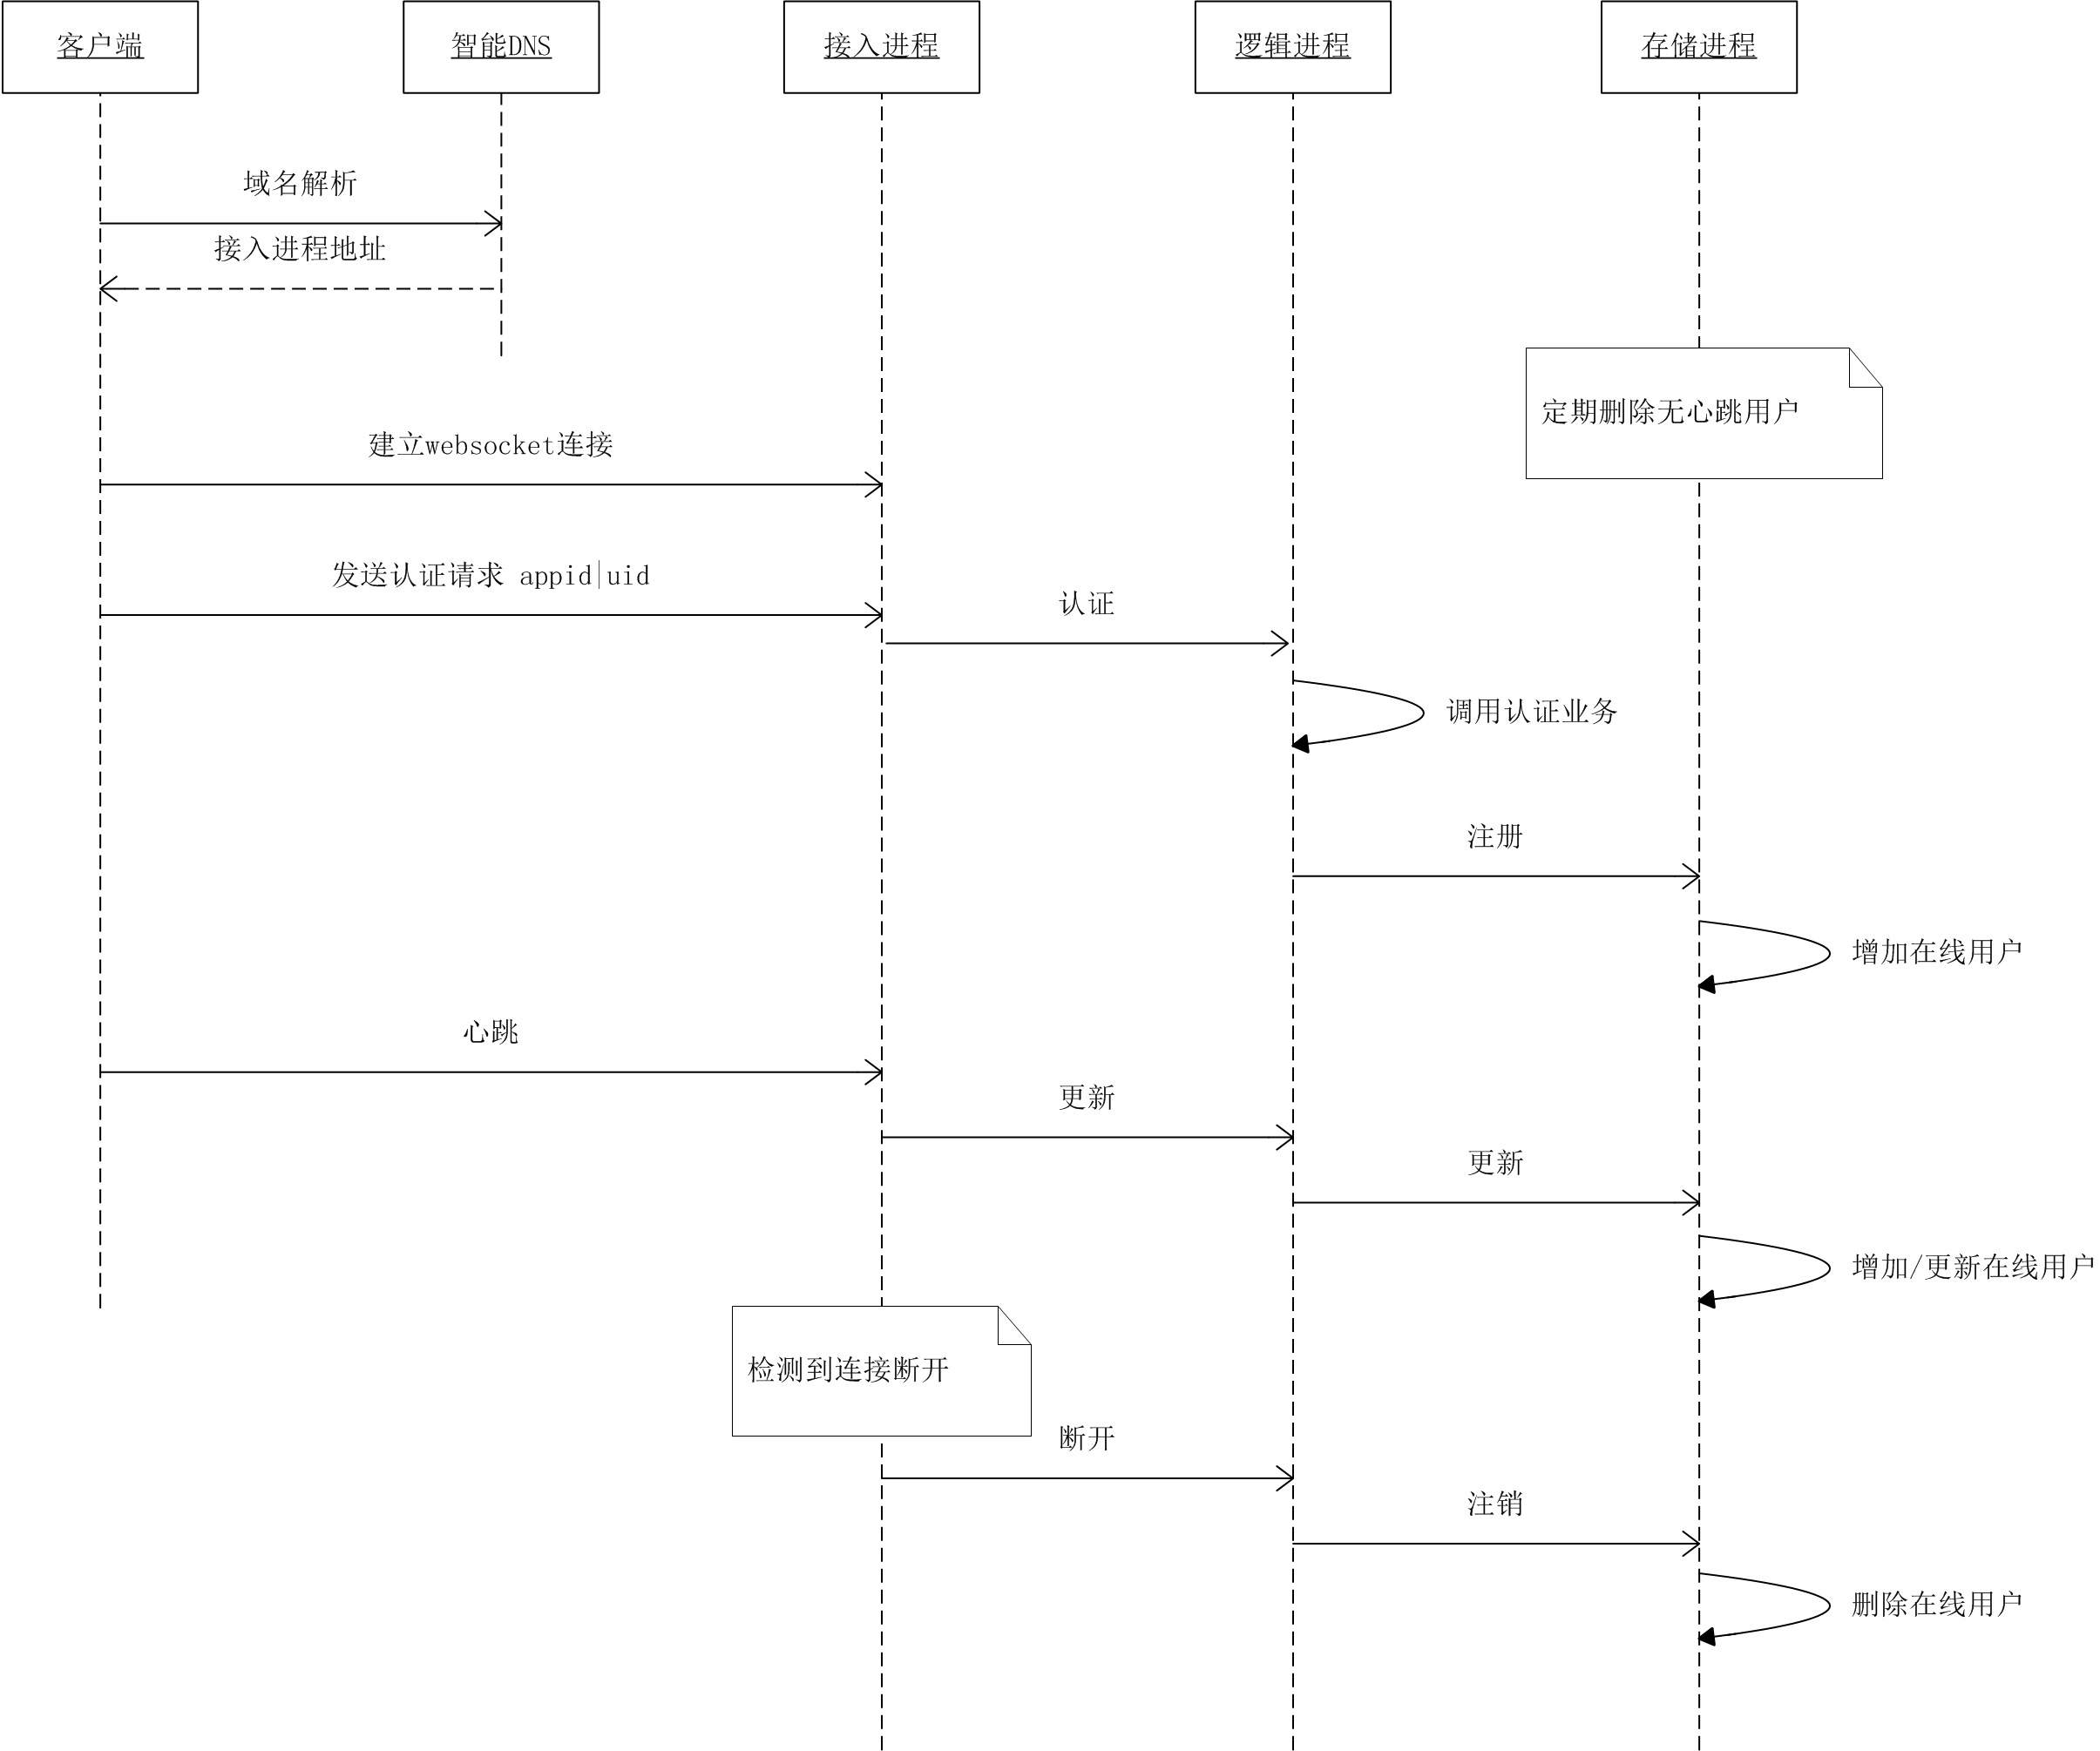 客户端
智能DNS
接入进程
逻辑进程
存储进程
域名解析
接入进程地址
定期删除无心跳用户
建立websocket连接
发送认证请求 appid|uid
认证
调用认证业务
注册
增加在线用户
心跳
更新
更新
增加/更新在线用户
检测到连接断开
断开
注销
删除在线用户